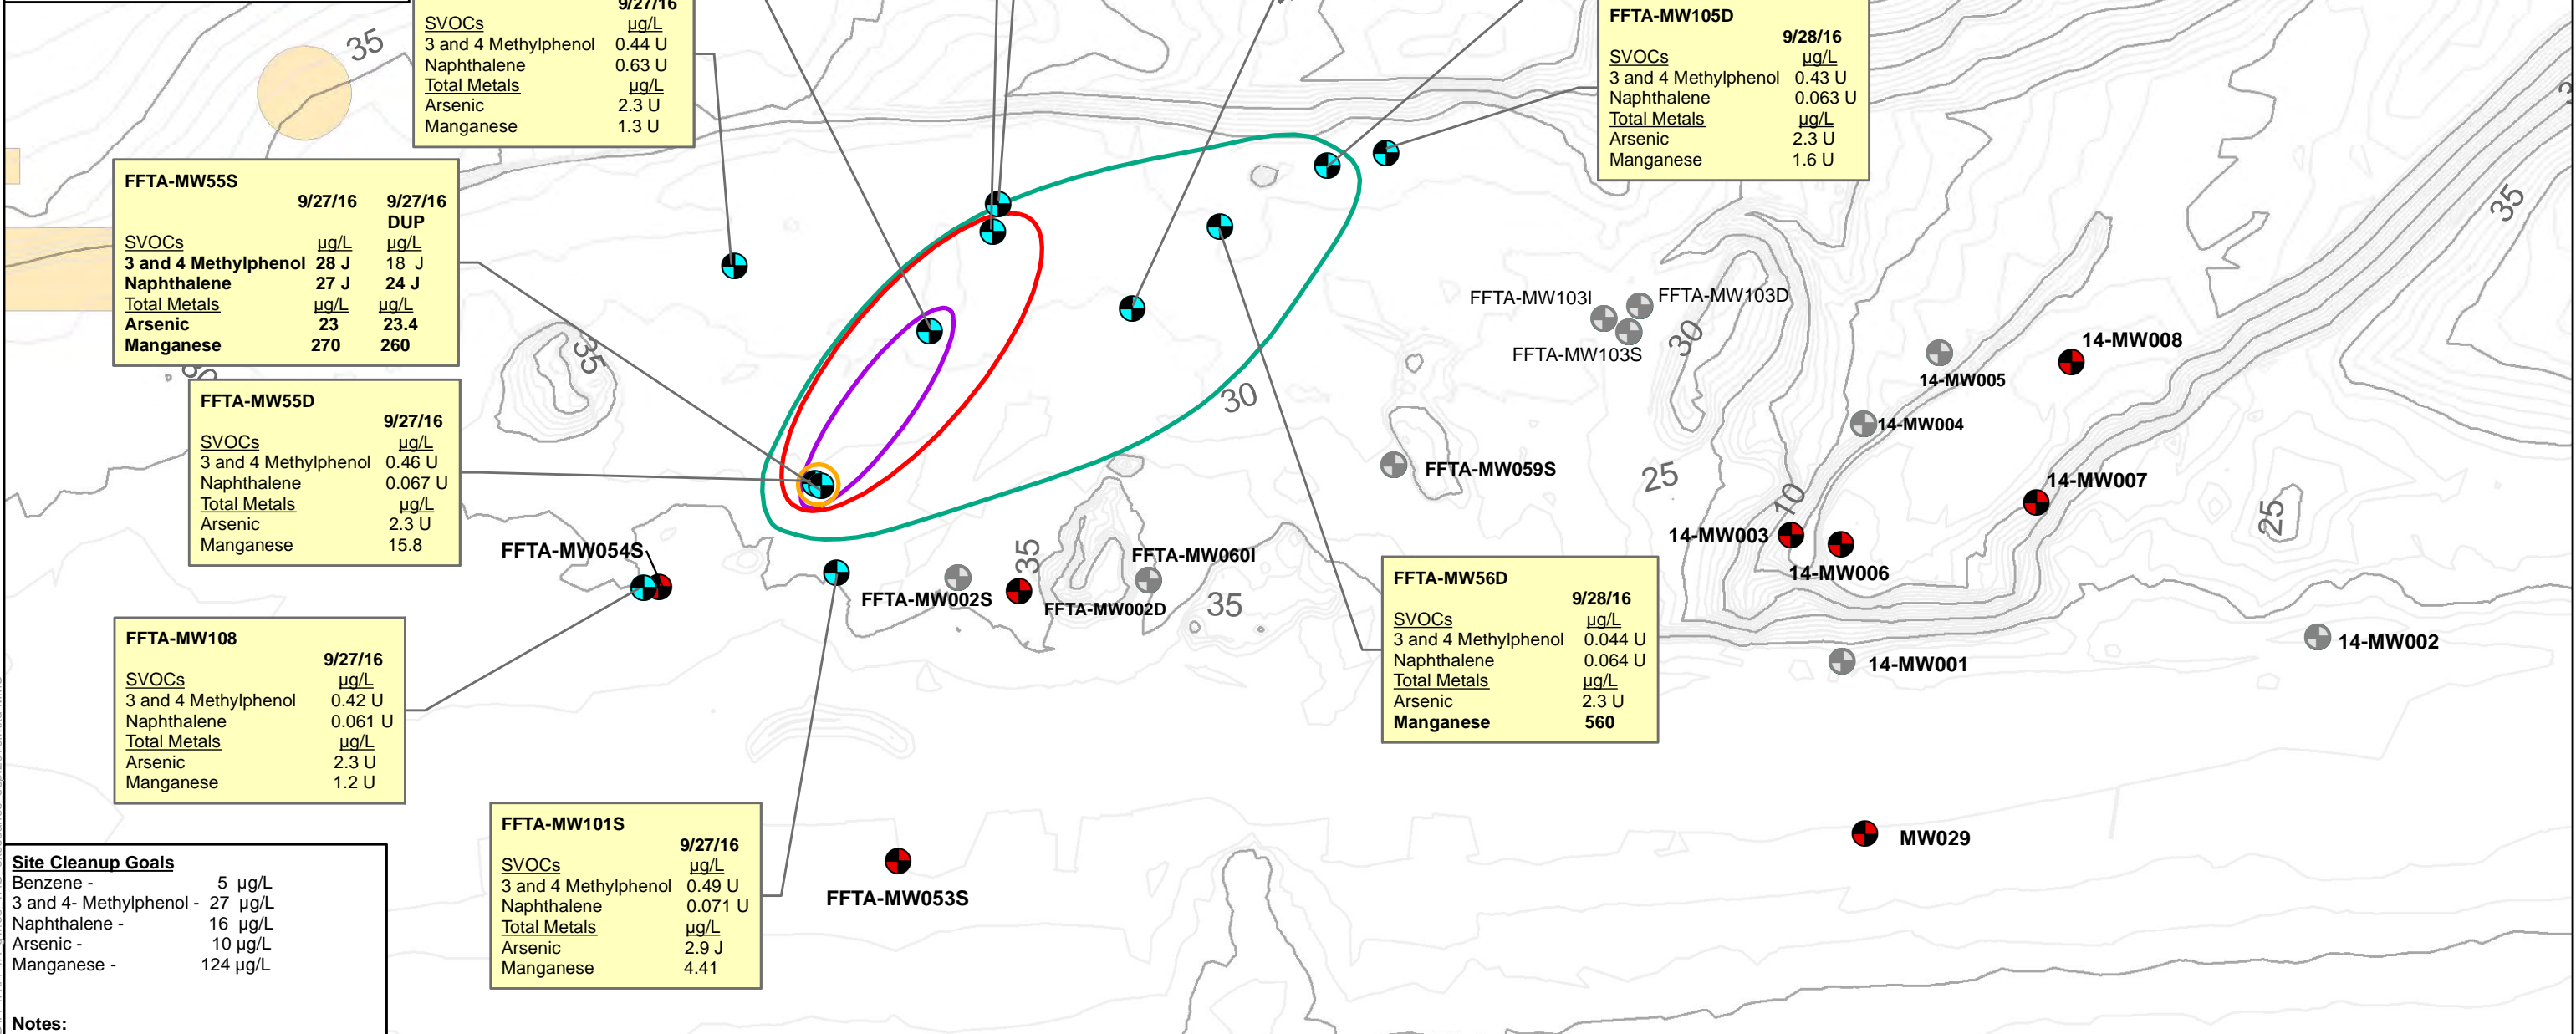 9/27/16
SVOCs µg/L
3 and 4 Methylphenol 0.44 U
Naphthalene 0.63 U
Total Metals µg/L
Arsenic 2.3 U
Manganese 1.3 U
FFTA-MW105D
9/28/16
SVOCs µg/L
3 and 4 Methylphenol 0.43 U
Naphthalene 0.063 U
Total Metals µg/L
Arsenic 2.3 U
Manganese 1.6 U
35
FFTA-MW55S
9/27/16 9/27/16
DUP
SVOCs µg/L µg/L
3 and 4 Methylphenol 28 J 18 J
Naphthalene 27 J 24 J
Total Metals µg/L µg/L
Arsenic 23 23.4
Manganese 270 260
35
FFTA-MW103I
FFTA-MW103D
FFTA-MW103S
30
14-MW008
14-MW005
35
30
14-MW004
FFTA-MW55D
9/27/16
SVOCs µg/L
3 and 4 Methylphenol 0.46 U
Naphthalene 0.067 U
Total Metals µg/L
Arsenic 2.3 U
Manganese 15.8
FFTA-MW059S
25
14-MW007
10
25
14-MW003
14-MW006
FFTA-MW054S
35
FFTA-MW060I
FFTA-MW002S
FFTA-MW002D
35
FFTA-MW56D
9/28/16
SVOCs µg/L
3 and 4 Methylphenol 0.044 U
Naphthalene 0.064 U
Total Metals µg/L
Arsenic 2.3 U
Manganese 560
14-MW002
14-MW001
FFTA-MW108
9/27/16
SVOCs µg/L
3 and 4 Methylphenol 0.42 U
Naphthalene 0.061 U
Total Metals µg/L
Arsenic 2.3 U
Manganese 1.2 U
FFTA-MW101S
9/27/16
SVOCs µg/L
3 and 4 Methylphenol 0.49 U
Naphthalene 0.071 U
Total Metals µg/L
Arsenic 2.9 J
Manganese 4.41
FFTA-MW053S
MW029
Site Cleanup Goals
Benzene - 5 µg/L
3 and 4- Methylphenol - 27 µg/L
Naphthalene - 16 µg/L
Arsenic - 10 µg/L
Manganese - 124 µg/L
Notes: